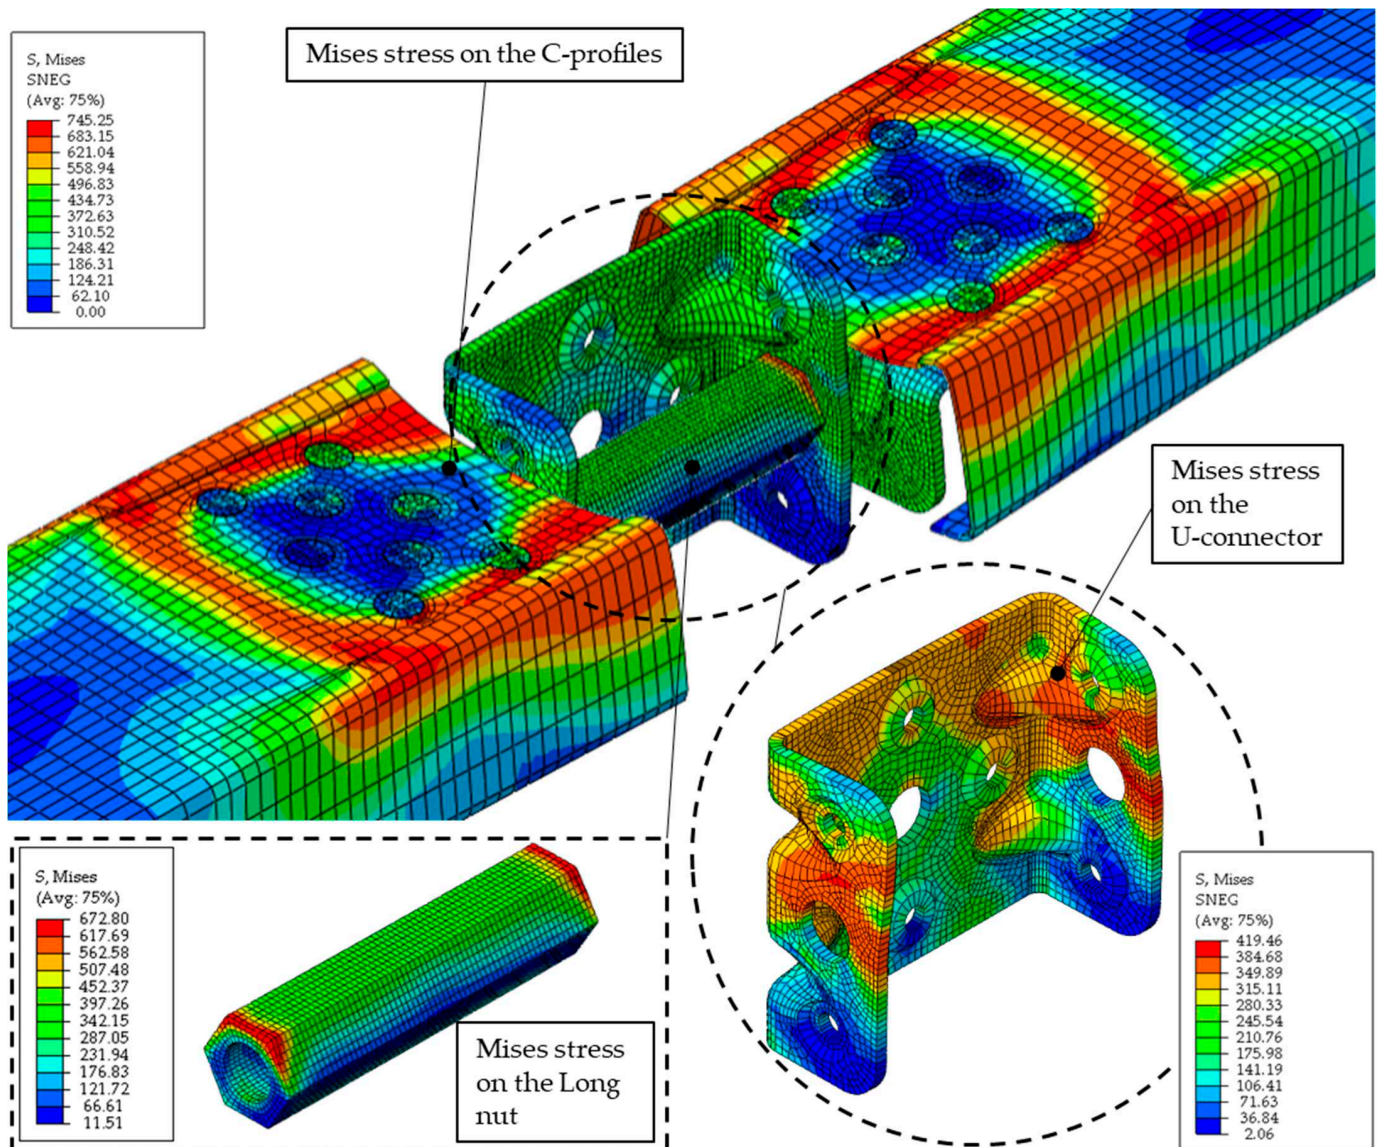 Mises stress on the C-profiles
S, Mises
SNEG
(Avg: 75%)
745.25
683.15
621.04
558.94
496.83
434.73
372.63
310.52
248.42
186.31
124.21
62.10
0.00
Mises stress
on the
U-connector
S, Mises
(Avg: 75%)
672.80
617.69
562.58
507.48
452.37
397.26
342.15
287.05
231.94
176.83
121.72
66.61
11.51
Mises stress
on the Long
nut
S, Mises
SNEG
(Avg: 75%)
419.46
384.68
349.89
315.11
280.33
245.54
210.76
175.98
141.19
106.41
71.63
36.84
2.06